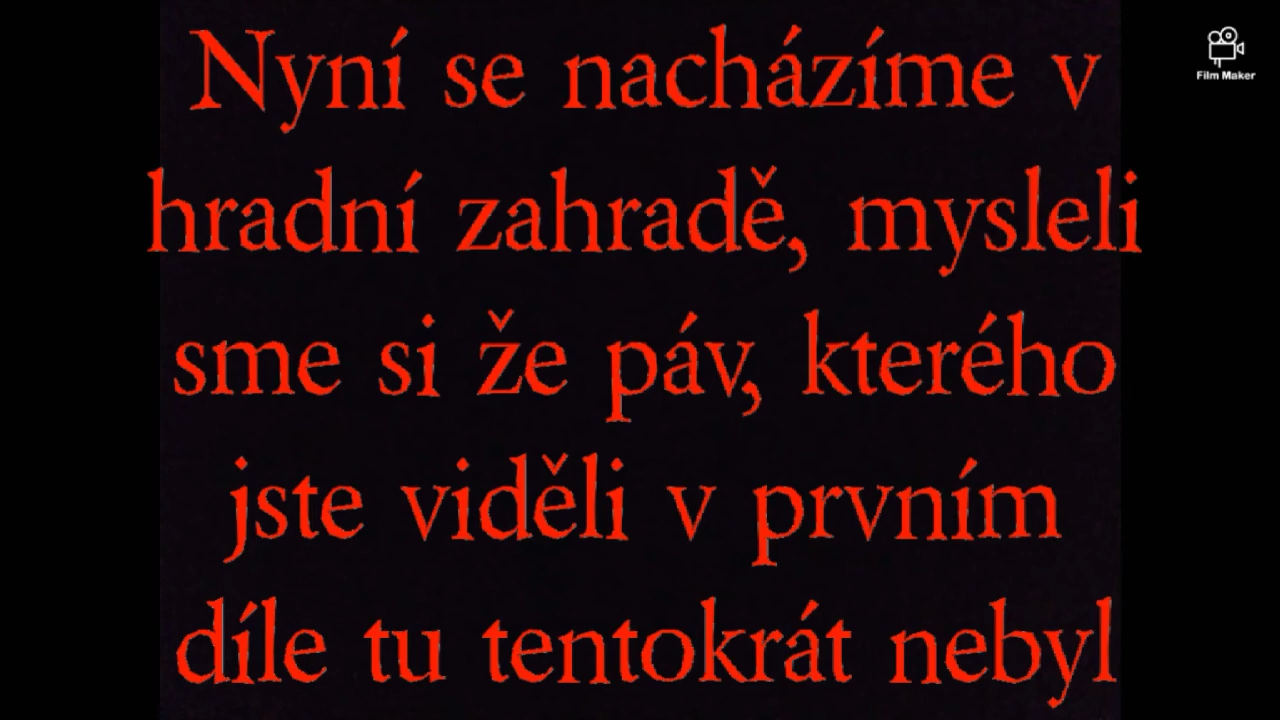 Nyní se nacházíme v
hradní zahradě, mysleli
sme si že páv, kterého
jste viděli v prvním
díle tu tentokrát nebyl
Film Maker